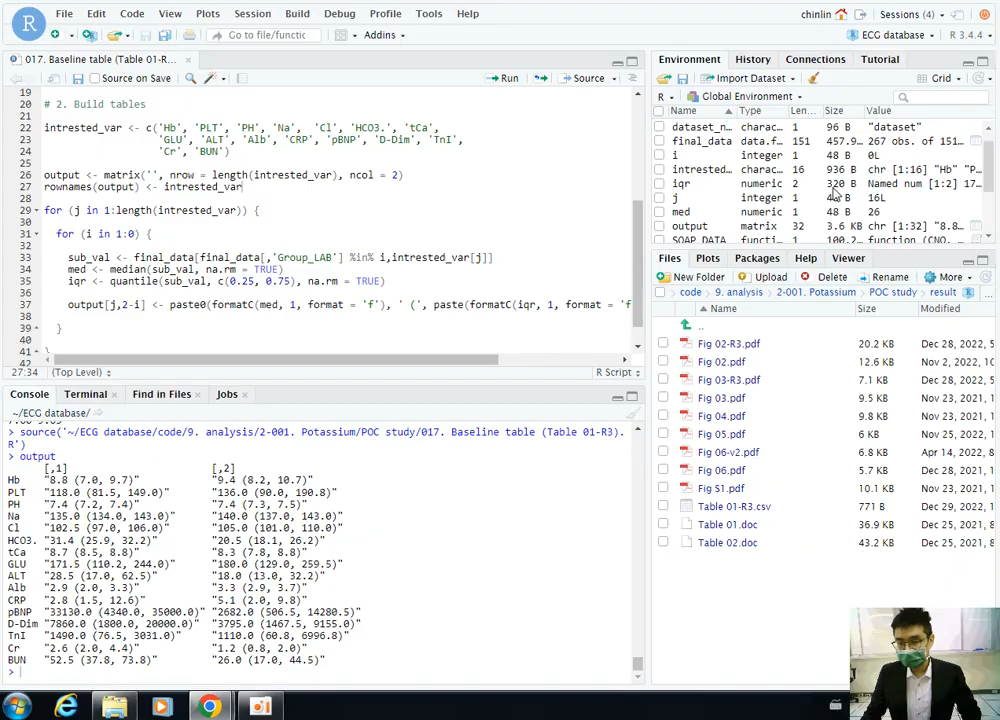 File Edit Code View Plots Session Build Debug Profile Tools Help
chinlin Sessions (4)
Go to file/functic Addins
ECG database R 3.4.4
017. Baseline table (Table 01-R...
Source on Save Run Source
19
20 # 2. Build tables
21
22 intrested_var <- c('Hb', 'PLT', 'PH', 'Na', 'Cl', 'HCO3.', 'tCa',
23 'GLU', 'ALT', 'Alb', 'CRP', 'pBNP', 'D-Dim', 'TnI',
24 'Cr', 'BUN')
25
26 output <- matrix('', nrow = length(intrested_var), ncol = 2)
27 rownames(output) <- intrested_var
28
29 for (j in 1:length(intrested_var)) {
30
31 for (i in 1:0) {
32
33 sub_val <- final_data[final_data[,'Group_LAB'] %in% i,intrested_var[j]]
34 med <- median(sub_val, na.rm = TRUE)
35 iqr <- quantile(sub_val, c(0.25, 0.75), na.rm = TRUE)
36
37 output[j,2-i] <- paste0(formatC(med, 1, format = 'f'), ' (', paste(formatC(iqr, 1, format = 'f
38
39 }
40
41
42
27:34 (Top Level) R Script
Console Terminal Find in Files Jobs
~/ECG database/
> source('~/ECG database/code/9. analysis/2-001. Potassium/POC study/017. Baseline table (Table 01-R3).
R')
> output
[,1] [,2]
Hb "8.8 (7.0, 9.7)" "9.4 (8.2, 10.7)"
PLT "118.0 (81.5, 149.0)" "136.0 (90.0, 190.8)"
PH "7.4 (7.2, 7.4)" "7.4 (7.3, 7.5)"
Na "135.0 (134.0, 143.0)" "140.0 (137.0, 143.0)"
Cl "102.5 (97.0, 106.0)" "105.0 (101.0, 110.0)"
HCO3. "31.4 (25.9, 32.2)" "20.5 (18.1, 26.2)"
tCa "8.7 (8.5, 8.8)" "8.3 (7.8, 8.8)"
GLU "171.5 (110.2, 244.0)" "180.0 (129.0, 259.5)"
ALT "28.5 (17.0, 62.5)" "18.0 (13.0, 32.2)"
Alb "2.9 (2.0, 3.3)" "3.3 (2.9, 3.7)"
CRP "2.8 (1.5, 12.6)" "5.1 (2.0, 9.8)"
pBNP "33130.0 (4340.0, 35000.0)" "2682.0 (506.5, 14280.5)"
D-Dim "7860.0 (1800.0, 20000.0)" "3795.0 (1467.5, 9155.0)"
TnI "1490.0 (76.5, 3031.0)" "1110.0 (60.8, 6996.8)"
Cr "2.6 (2.0, 4.4)" "1.2 (0.8, 2.0)"
BUN "52.5 (37.8, 73.8)" "26.0 (17.0, 44.5)"
>
Environment History Connections Tutorial
Import Dataset Grid
R Global Environment
Name Type Len... Size Value
dataset_n... charac... 1 96 B "dataset"
final_data data.f... 151 457.9... 267 obs. of 151...
i integer 1 48 B 0L
intrested... charac... 16 936 B chr [1:16] "Hb" "P...
iqr numeric 2 320 B Named num [1:2] 17...
j integer 1 48 B 16L
med numeric 1 48 B 26
output matrix 32 3.6 KB chr [1:32] "8.8...
SOAP_DATA functi... 1 100.2... function (CNO,
Files Plots Packages Help Viewer
New Folder Upload Delete Rename More
code 9. analysis 2-001. Potassium POC study result
Name Size Modified
..
Fig 02-R3.pdf 20.2 KB Dec 28, 2022, 5
Fig 02.pdf 12.6 KB Nov 2, 2022, 10
Fig 03-R3.pdf 7.1 KB Dec 28, 2022,
Fig 03.pdf 9.5 KB Nov 23, 2021,
Fig 04.pdf 9.8 KB Nov 23, 2021,
Fig 05.pdf 6 KB Nov 25, 2022,
Fig 06-v2.pdf 6.8 KB Apr 14, 2022,
Fig 06.pdf 5.7 KB Dec 28, 2021,
Fig S1.pdf 10.1 KB Nov 23, 2021,
Table 01-R3.csv 771 B Dec 29, 2022,
Table 01.doc 36.9 KB Dec 25, 2021, 8
Table 02.doc 43.2 KB Dec 25, 2021,